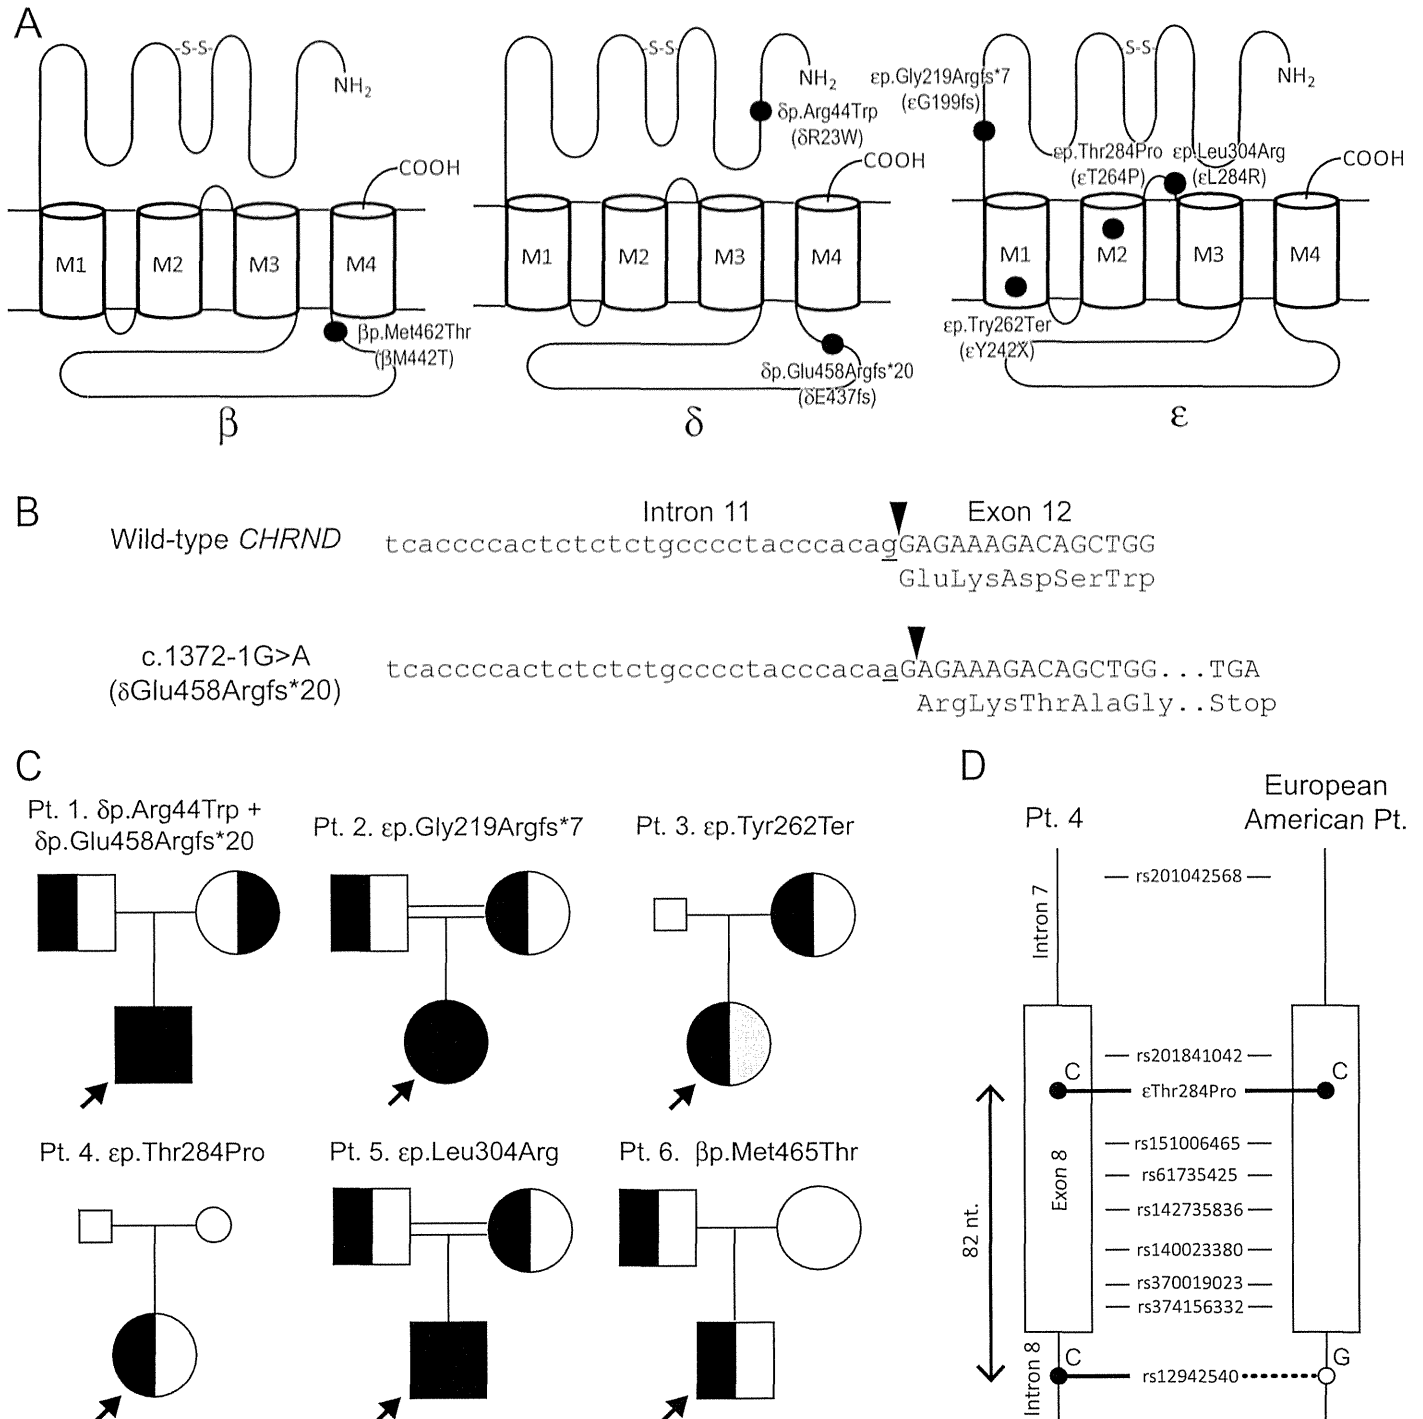 A
-S-S-
NH2
COOH
M1 M2 M3 M4
βp.Met462Thr
(βM442T)
β
-S-S-
NH2
δp.Arg44Trp
(δR23W)
COOH
M1 M2 M3 M4
δp.Glu458Argfs*20
(δE437fs)
δ
εp.Gly219Argfs*7
(εG199fs)
-S-S-
NH2
εp.Thr284Pro
(εT264P)
εp.Leu304Arg
(εL284R)
COOH
M1 M2 M3 M4
εp.Try262Ter
(εY242X)
ε
B
Intron 11 Exon 12
Wild-type CHRND tcaccccactctctctgcccctacccacagGAGAAAGACAGCTGG
GluLysAspSerTrp
c.1372-1G>A
(δGlu458Argfs*20)
tcaccccactctctctgcccctacccacaaGAGAAAGACAGCTGG...TGA
ArgLysThrAlaGly..Stop
C
Pt. 1. δp.Arg44Trp +
δp.Glu458Argfs*20
Pt. 2. εp.Gly219Argfs*7
Pt. 3. εp.Tyr262Ter
Pt. 4. εp.Thr284Pro
Pt. 5. εp.Leu304Arg
Pt. 6. βp.Met465Thr
D
Pt. 4
European
American Pt.
Intron 7
rs201042568
rs201841042
C εThr284Pro C
Exon 8
82 nt.
rs151006465
rs61735425
rs142735836
rs140023380
rs370019023
rs374156332
Intron 8
C rs12942540 G